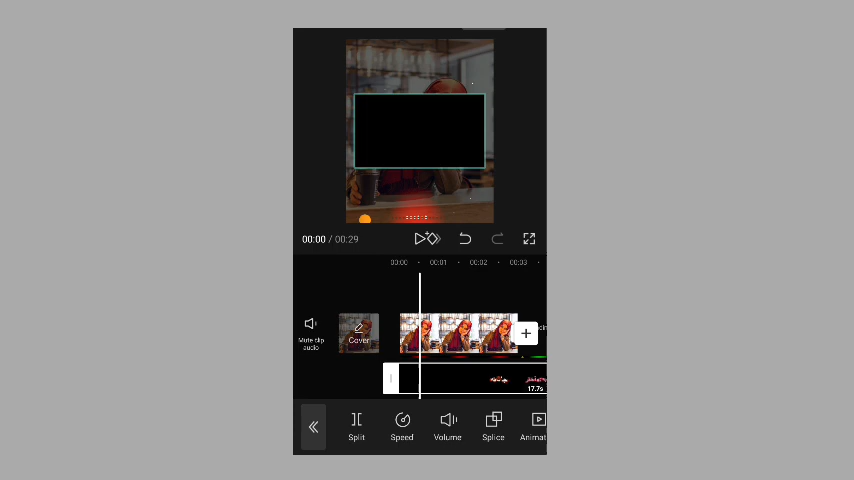 00:00 / 00:29
00:00 00:01 00:02 00:03
Mute clip
audio
Cover
17.7s
Split Speed Volume Splice Animat